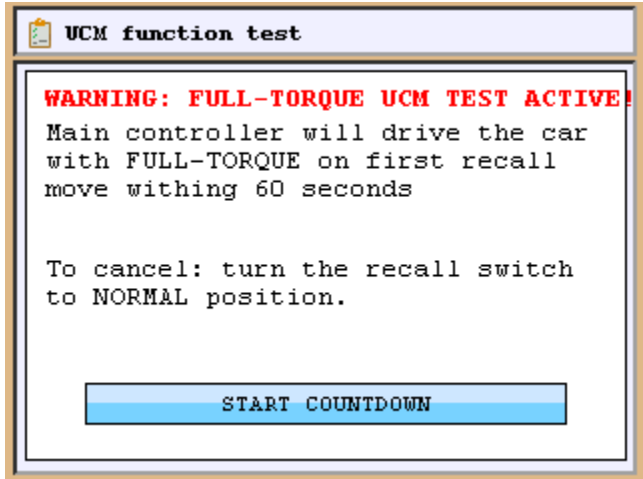 UCM function test
WARNING: FULL-TORQUE UCM TEST ACTIVE!
Main controller will drive the car
with FULL-TORQUE on first recall
move withing 60 seconds
To cancel: turn the recall switch
to NORMAL position.
START COUNTDOWN